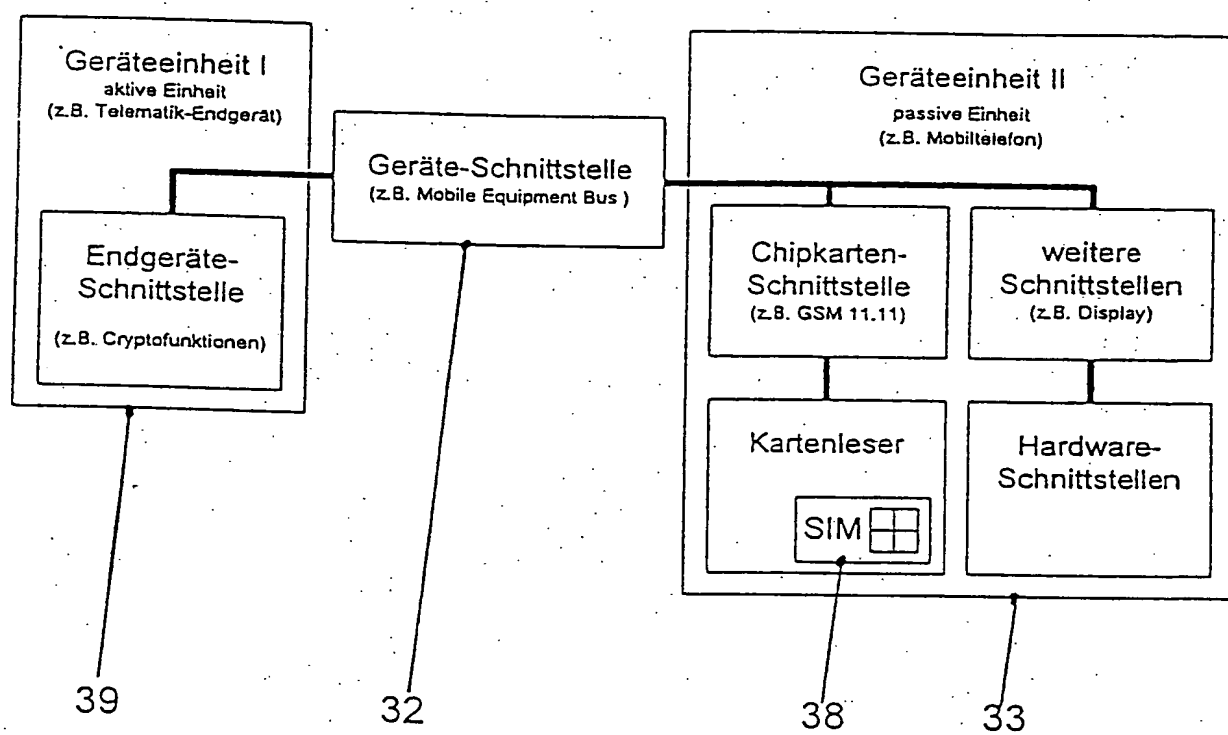 Geräteeinheit I
aktive Einheit
(z.B. Telematik-Endgerät)
Endgeräte-
Schnittstelle
(z.B. Cryptofunktionen)
Geräte-Schnittstelle
(z.B. Mobile Equipment Bus )
Geräteeinheit II
passive Einheit
(z.B. Mobiltelefon)
Chipkarten-
Schnittstelle
(z.B. GSM 11.11)
weitere
Schnittstellen
(z.B. Display)
Kartenleser
SIM
Hardware-
Schnittstellen
39
32
38
33